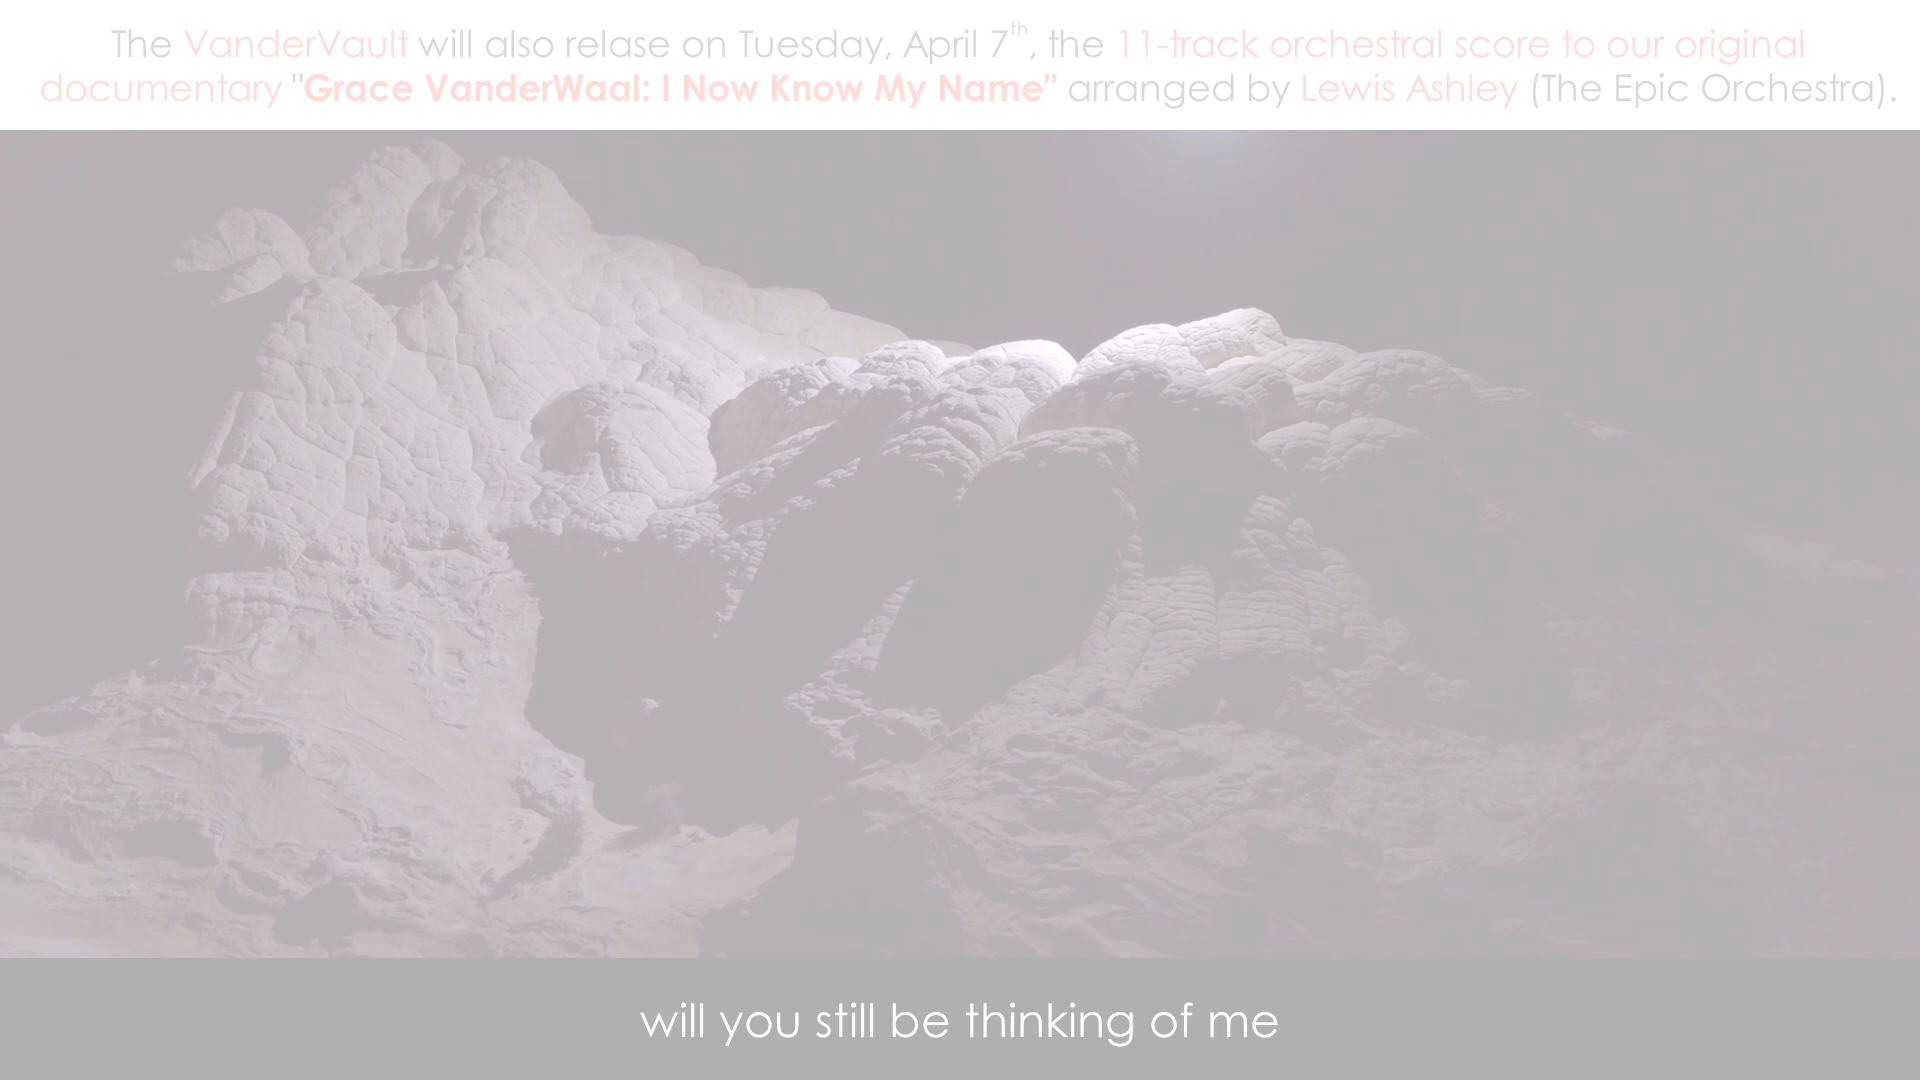 The VanderVault will also relase on Tuesday, April 7th, the 11-track orchestral score to our original
documentary "Grace VanderWaal: I Now Know My Name" arranged by Lewis Ashley (The Epic Orchestra).
will you still be thinking of me